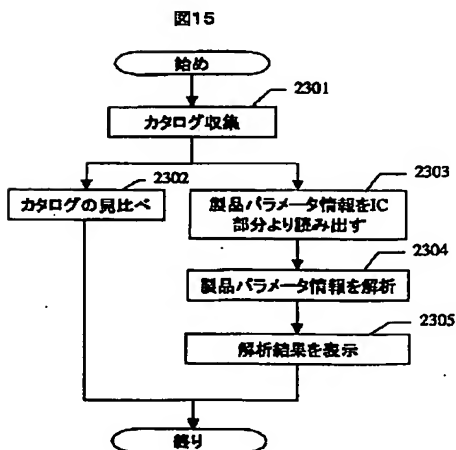 図15
始め
2301
カタログ収集
2302
カタログの見比べ
2303
製品パラメータ情報をIC
部分より読み出す
2304
製品パラメータ情報を解析
2305
解析結果を表示
終り